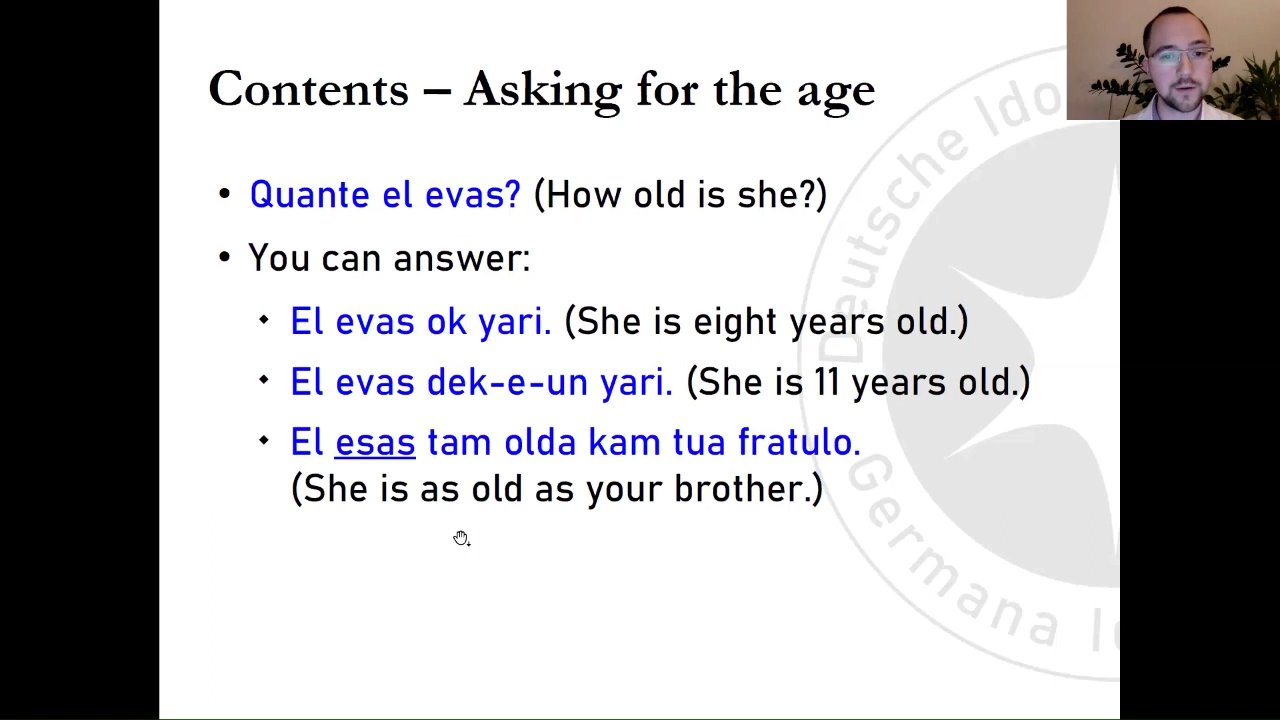 Contents – Asking for the age
• Quante el evas? (How old is she?)
• You can answer:
El evas ok yari. (She is eight years old.)
El evas dek-e-un yari. (She is 11 years old.)
El esas tam olda kam tua fratulo.
(She is as old as your brother.)
Deutsche Ido
Germana